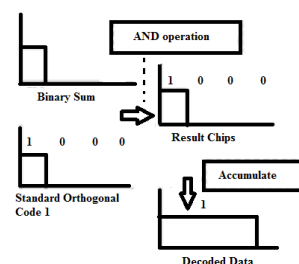 AND operation
1 0 0 0
Binary Sum
Result Chips
1 0 0 0
Accumulate
Standard Orthogonal
Code 1
1
Decoded Data